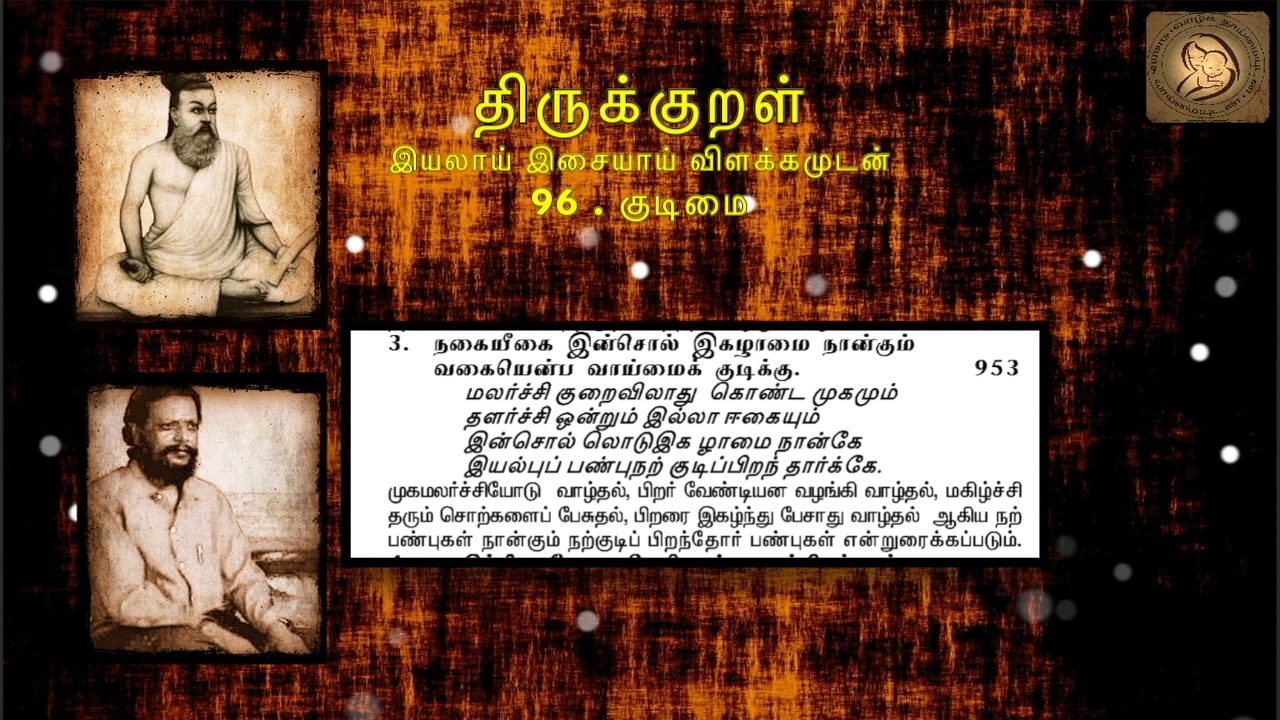 திருக்குறள்
இயலாய் இசையாய் விளக்கமுடன்
96 . குடிமை
3. நகையீகை இன்சொல் இகழாமை நான்கும்
வகையென்ப வாய்மைக் குடிக்கு. 953
மலர்ச்சி குறைவிலாது கொண்ட முகமும்
தளர்ச்சி ஒன்றும் இல்லா ஈகையும்
இன்சொல் லொடுஇக ழாமை நான்கே
இயல்புப் பண்புநற் குடிப்பிறந் தார்க்கே.
முகமலர்ச்சியோடு வாழ்தல், பிறர் வேண்டியன வழங்கி வாழ்தல், மகிழ்ச்சி
தரும் சொற்களைப் பேசுதல், பிறரை இகழ்ந்து பேசாது வாழ்தல் ஆகிய நற்
பண்புகள் நான்கும் நற்குடிப் பிறந்தோர் பண்புகள் என்றுரைக்கப்படும்.